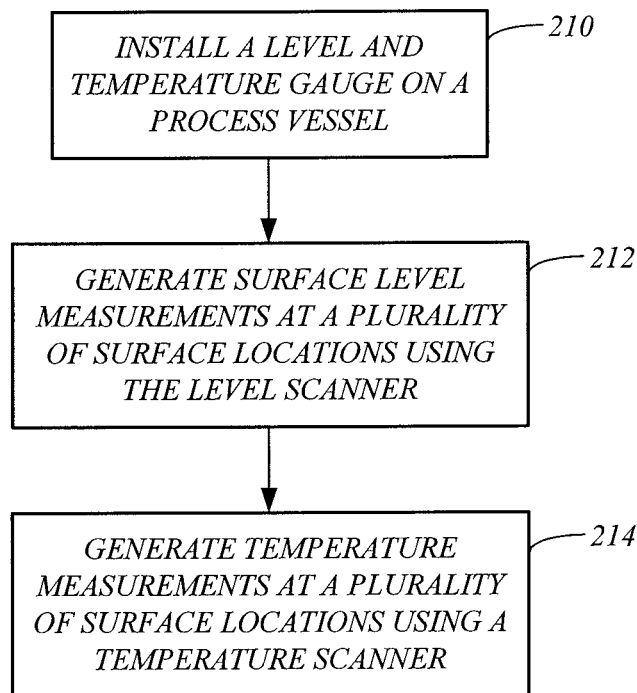 INSTALL A LEVEL AND
TEMPERATURE GAUGE ON A
PROCESS VESSEL
210
GENERATE SURFACE LEVEL
MEASUREMENTS AT A PLURALITY
OF SURFACE LOCATIONS USING
THE LEVEL SCANNER
212
GENERATE TEMPERATURE
MEASUREMENTS AT A PLURALITY
OF SURFACE LOCATIONS USING A
TEMPERATURE SCANNER
214